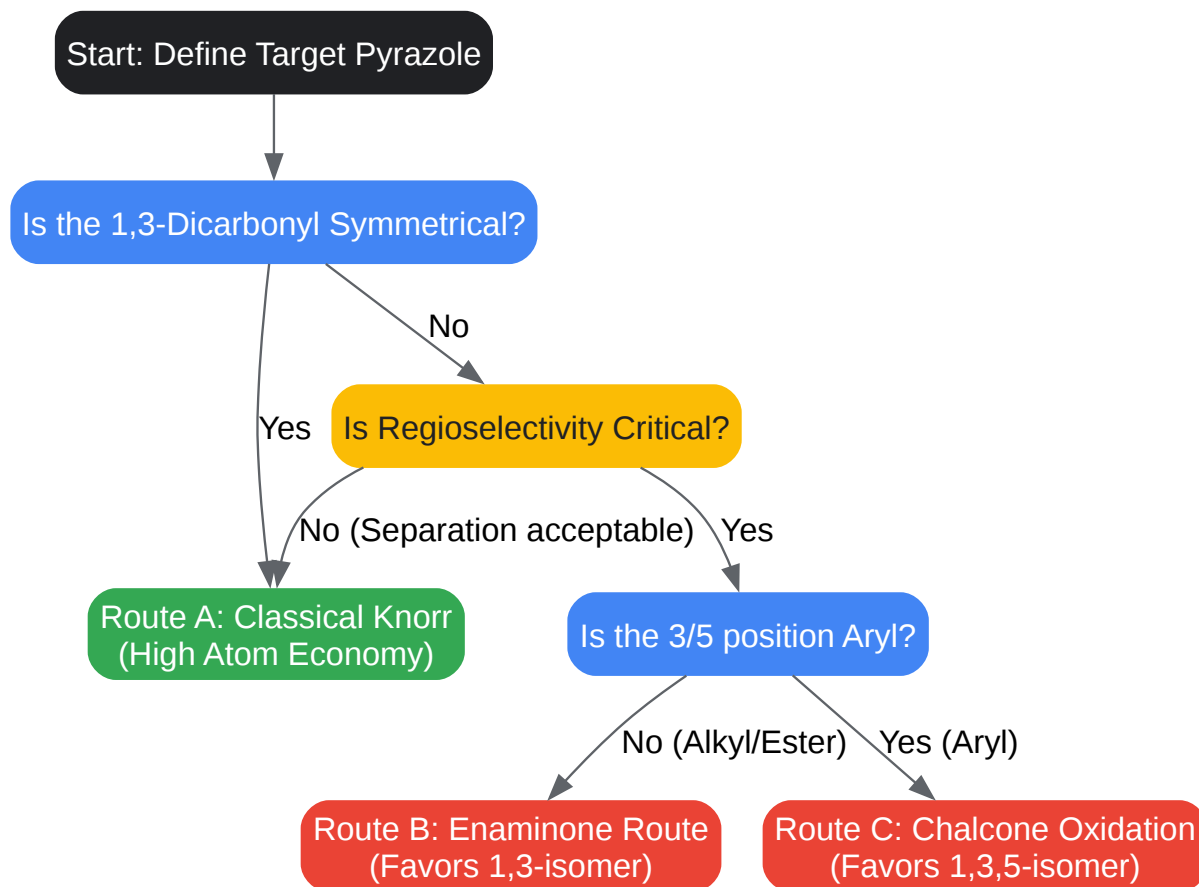 Start: Define Target Pyrazole
Is the 1,3-Dicarbonyl Symmetrical?
No
Yes
Is Regioselectivity Critical?
No (Separation acceptable)
Yes
Route A: Classical Knorr
(High Atom Economy)
Is the 3/5 position Aryl?
No (Alkyl/Ester)
Yes (Aryl)
Route B: Enaminone Route
(Favors 1,3-isomer)
Route C: Chalcone Oxidation
(Favors 1,3,5-isomer)